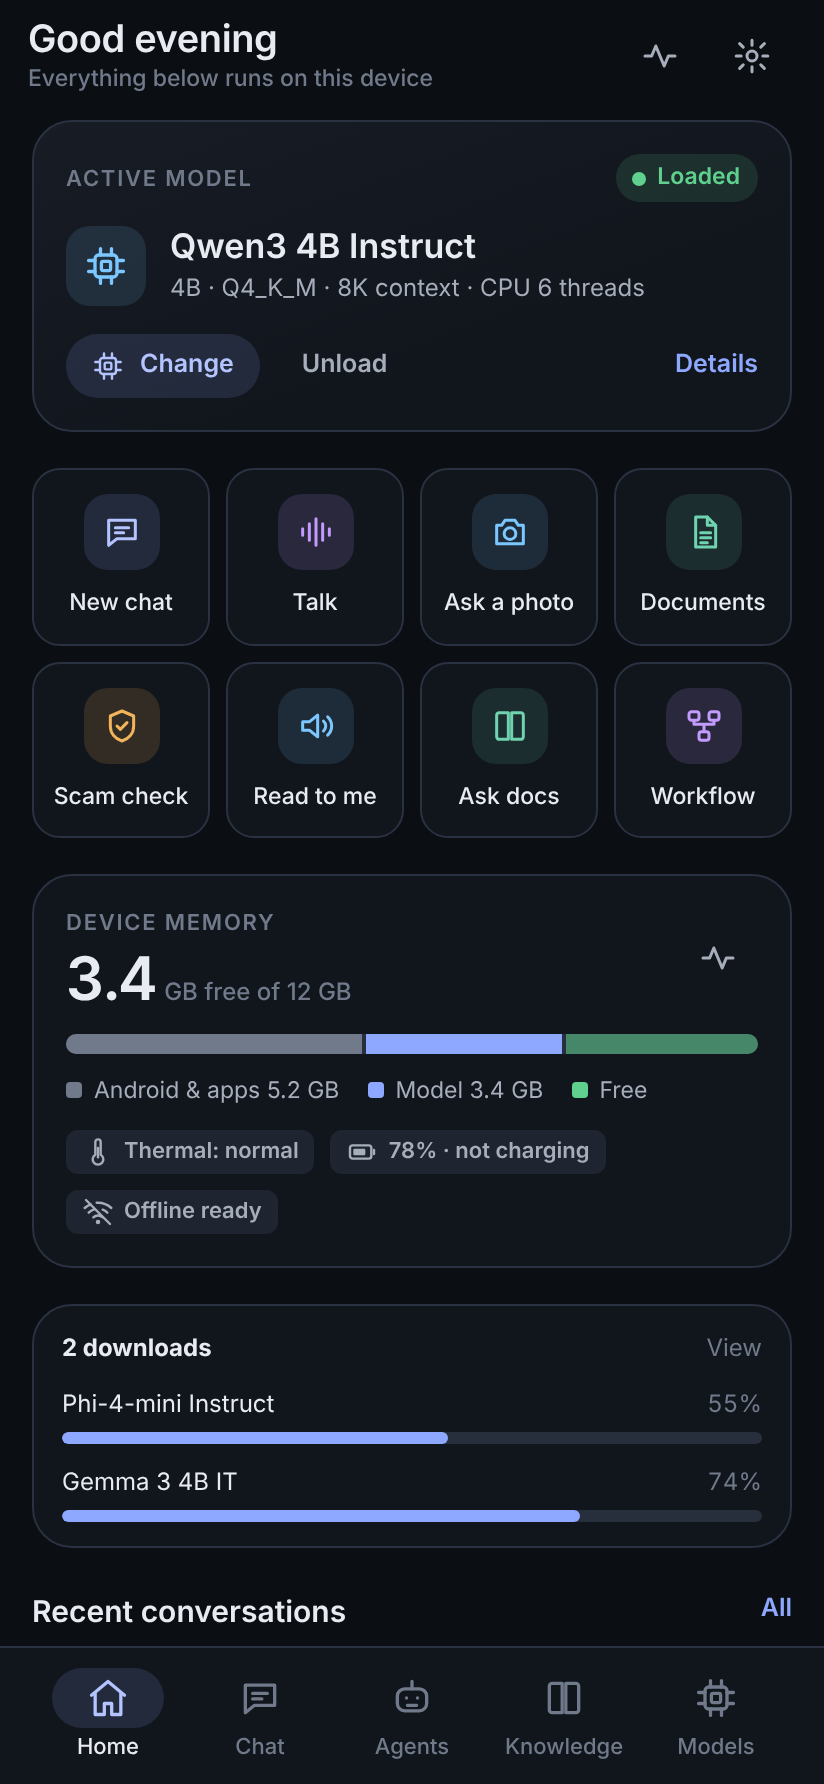 Good evening
Everything below runs on this device
ACTIVE MODEL
Loaded
Qwen3 4B Instruct
4B · Q4_K_M · 8K context · CPU 6 threads
Change
Unload
Details
New chat
Talk
Ask a photo
Documents
Scam check
Read to me
Ask docs
Workflow
DEVICE MEMORY
3.4 GB free of 12 GB
Android & apps 5.2 GB
Model 3.4 GB
Free
Thermal: normal
78% · not charging
Offline ready
2 downloads
View
Phi-4-mini Instruct
55%
Gemma 3 4B IT
74%
Recent conversations
All
Home
Chat
Agents
Knowledge
Models